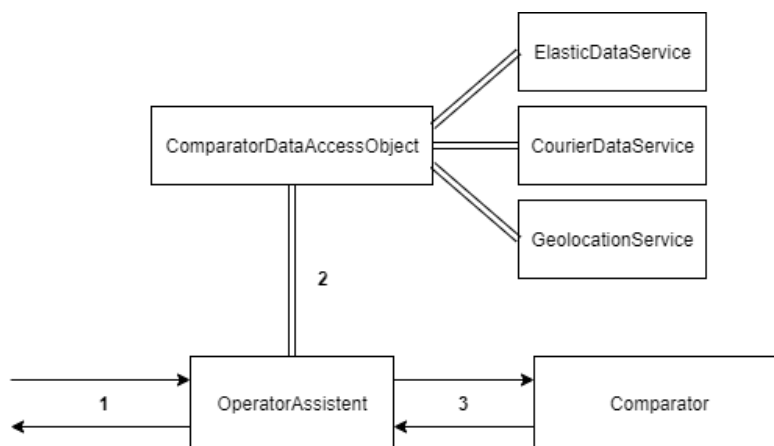 ElasticDataService
ComparatorDataAccessObject
CourierDataService
GeolocationService
2
1
OperatorAssistent
3
Comparator